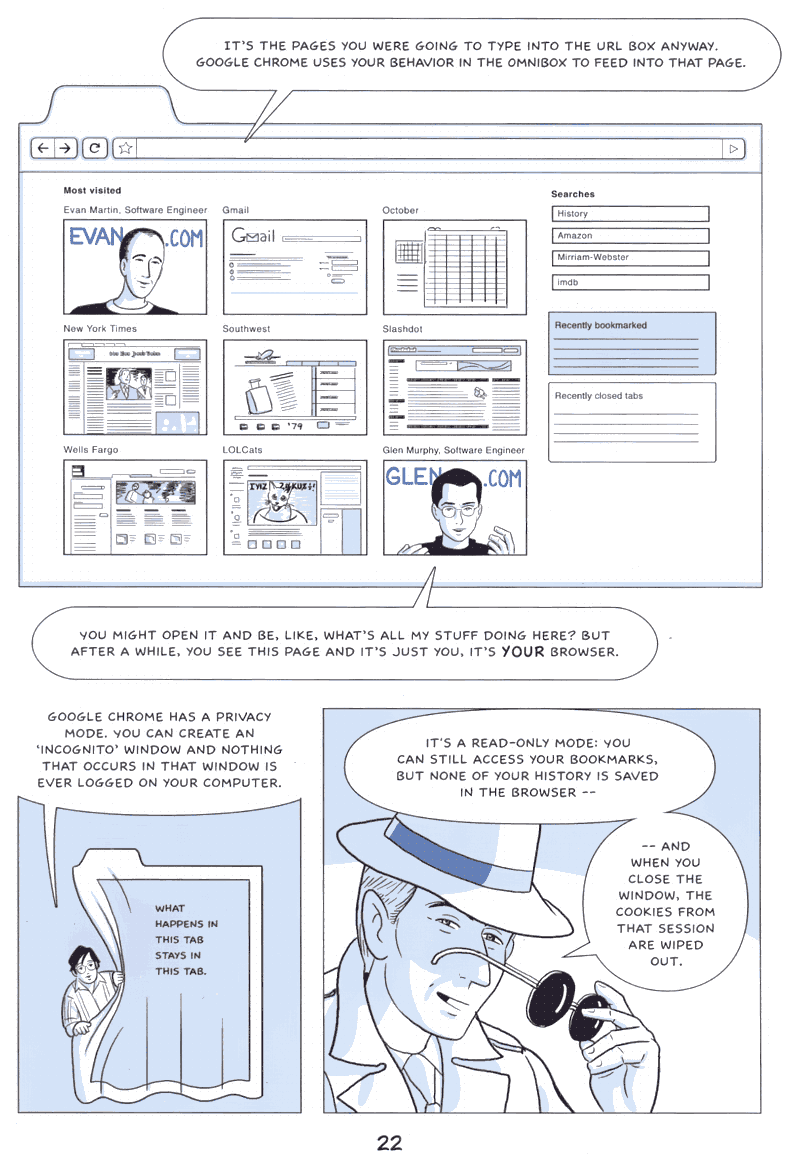 IT'S THE PAGES YOU WERE GOING TO TYPE INTO THE URL BOX ANYWAY.
GOOGLE CHROME USES YOUR BEHAVIOR IN THE OMNIBOX TO FEED INTO THAT PAGE.
Most visited
Searches
Evan Martin, Software Engineer
Gmail
October
EVAN .COM
Gmail
History
Amazon
Mirriam-Webster
imdb
New York Times
Southwest
Slashdot
'79
Recently bookmarked
Recently closed tabs
Wells Fargo
LOLCats
Glen Murphy, Software Engineer
GLEN .COM
YOU MIGHT OPEN IT AND BE, LIKE, WHAT'S ALL MY STUFF DOING HERE? BUT
AFTER A WHILE, YOU SEE THIS PAGE AND IT'S JUST YOU, IT'S YOUR BROWSER.
GOOGLE CHROME HAS A PRIVACY
MODE. YOU CAN CREATE AN
'INCOGNITO' WINDOW AND NOTHING
THAT OCCURS IN THAT WINDOW IS
EVER LOGGED ON YOUR COMPUTER.
WHAT
HAPPENS IN
THIS TAB
STAYS IN
THIS TAB.
IT'S A READ-ONLY MODE: YOU
CAN STILL ACCESS YOUR BOOKMARKS,
BUT NONE OF YOUR HISTORY IS SAVED
IN THE BROWSER --
-- AND
WHEN YOU
CLOSE THE
WINDOW, THE
COOKIES FROM
THAT SESSION
ARE WIPED
OUT.
22